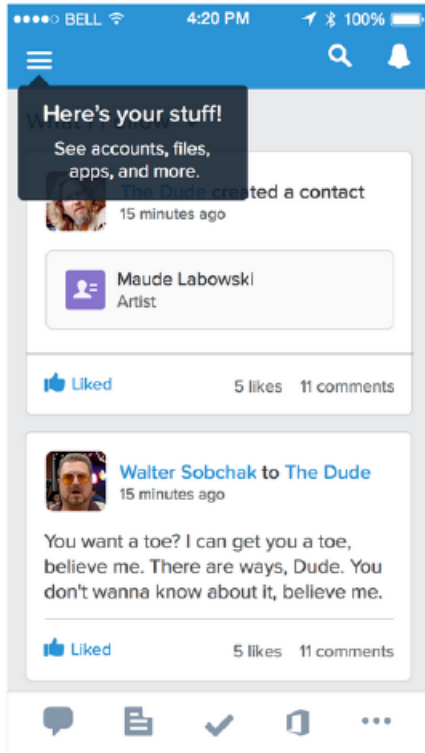 BELL 4:20 PM 100%
Here's your stuff!
See accounts, files,
apps, and more.
The Dude created a contact
15 minutes ago
Maude Labowski
Artist
Liked 5 likes 11 comments
Walter Sobchak to The Dude
15 minutes ago
You want a toe? I can get you a toe,
believe me. There are ways, Dude. You
don't wanna know about it, believe me.
Liked 5 likes 11 comments